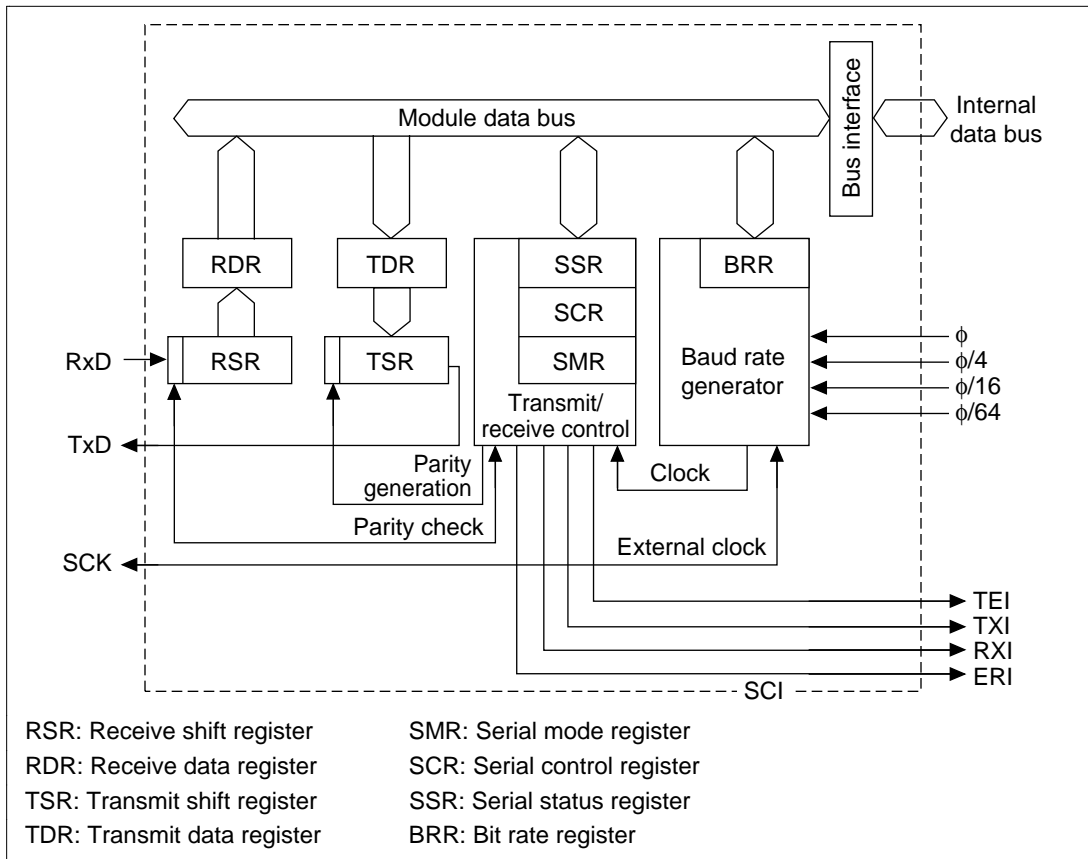 Module data bus
Bus interface
Internal
data bus
RDR
TDR
SSR
BRR
SCR
RxD
RSR
TSR
SMR
Baud rate
generator
ϕ
ϕ/4
ϕ/16
ϕ/64
Transmit/
receive control
TxD
Parity
generation
Clock
Parity check
External clock
SCK
TEI
TXI
RXI
ERI
SCI
RSR: Receive shift register
RDR: Receive data register
TSR: Transmit shift register
TDR: Transmit data register
SMR: Serial mode register
SCR: Serial control register
SSR: Serial status register
BRR: Bit rate register